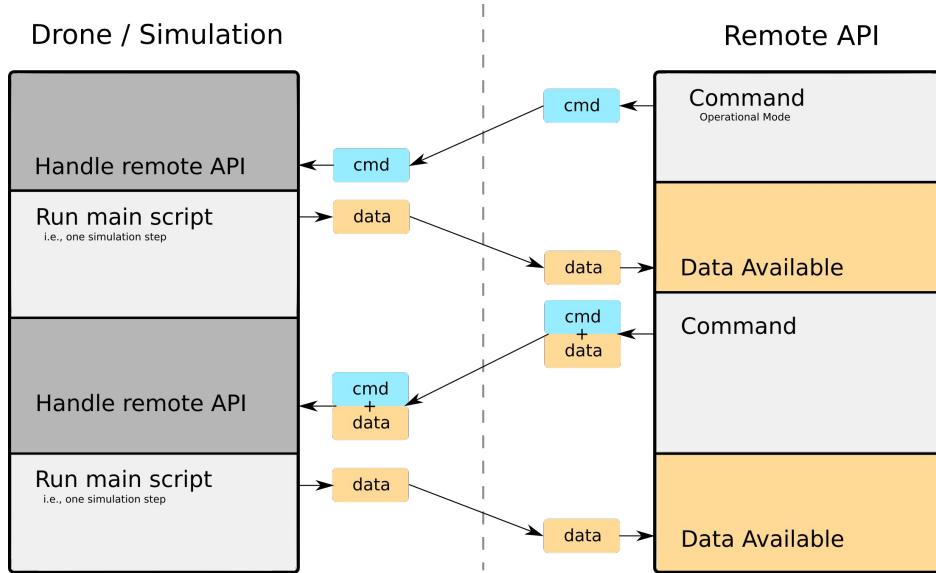 Drone / Simulation
Remote API
cmd
Command
Operational Mode
Handle remote API
cmd
Run main script
i.e., one simulation step
data
data
Data Available
cmd
+
data
Command
cmd
+
data
Handle remote API
Run main script
i.e., one simulation step
data
data
Data Available